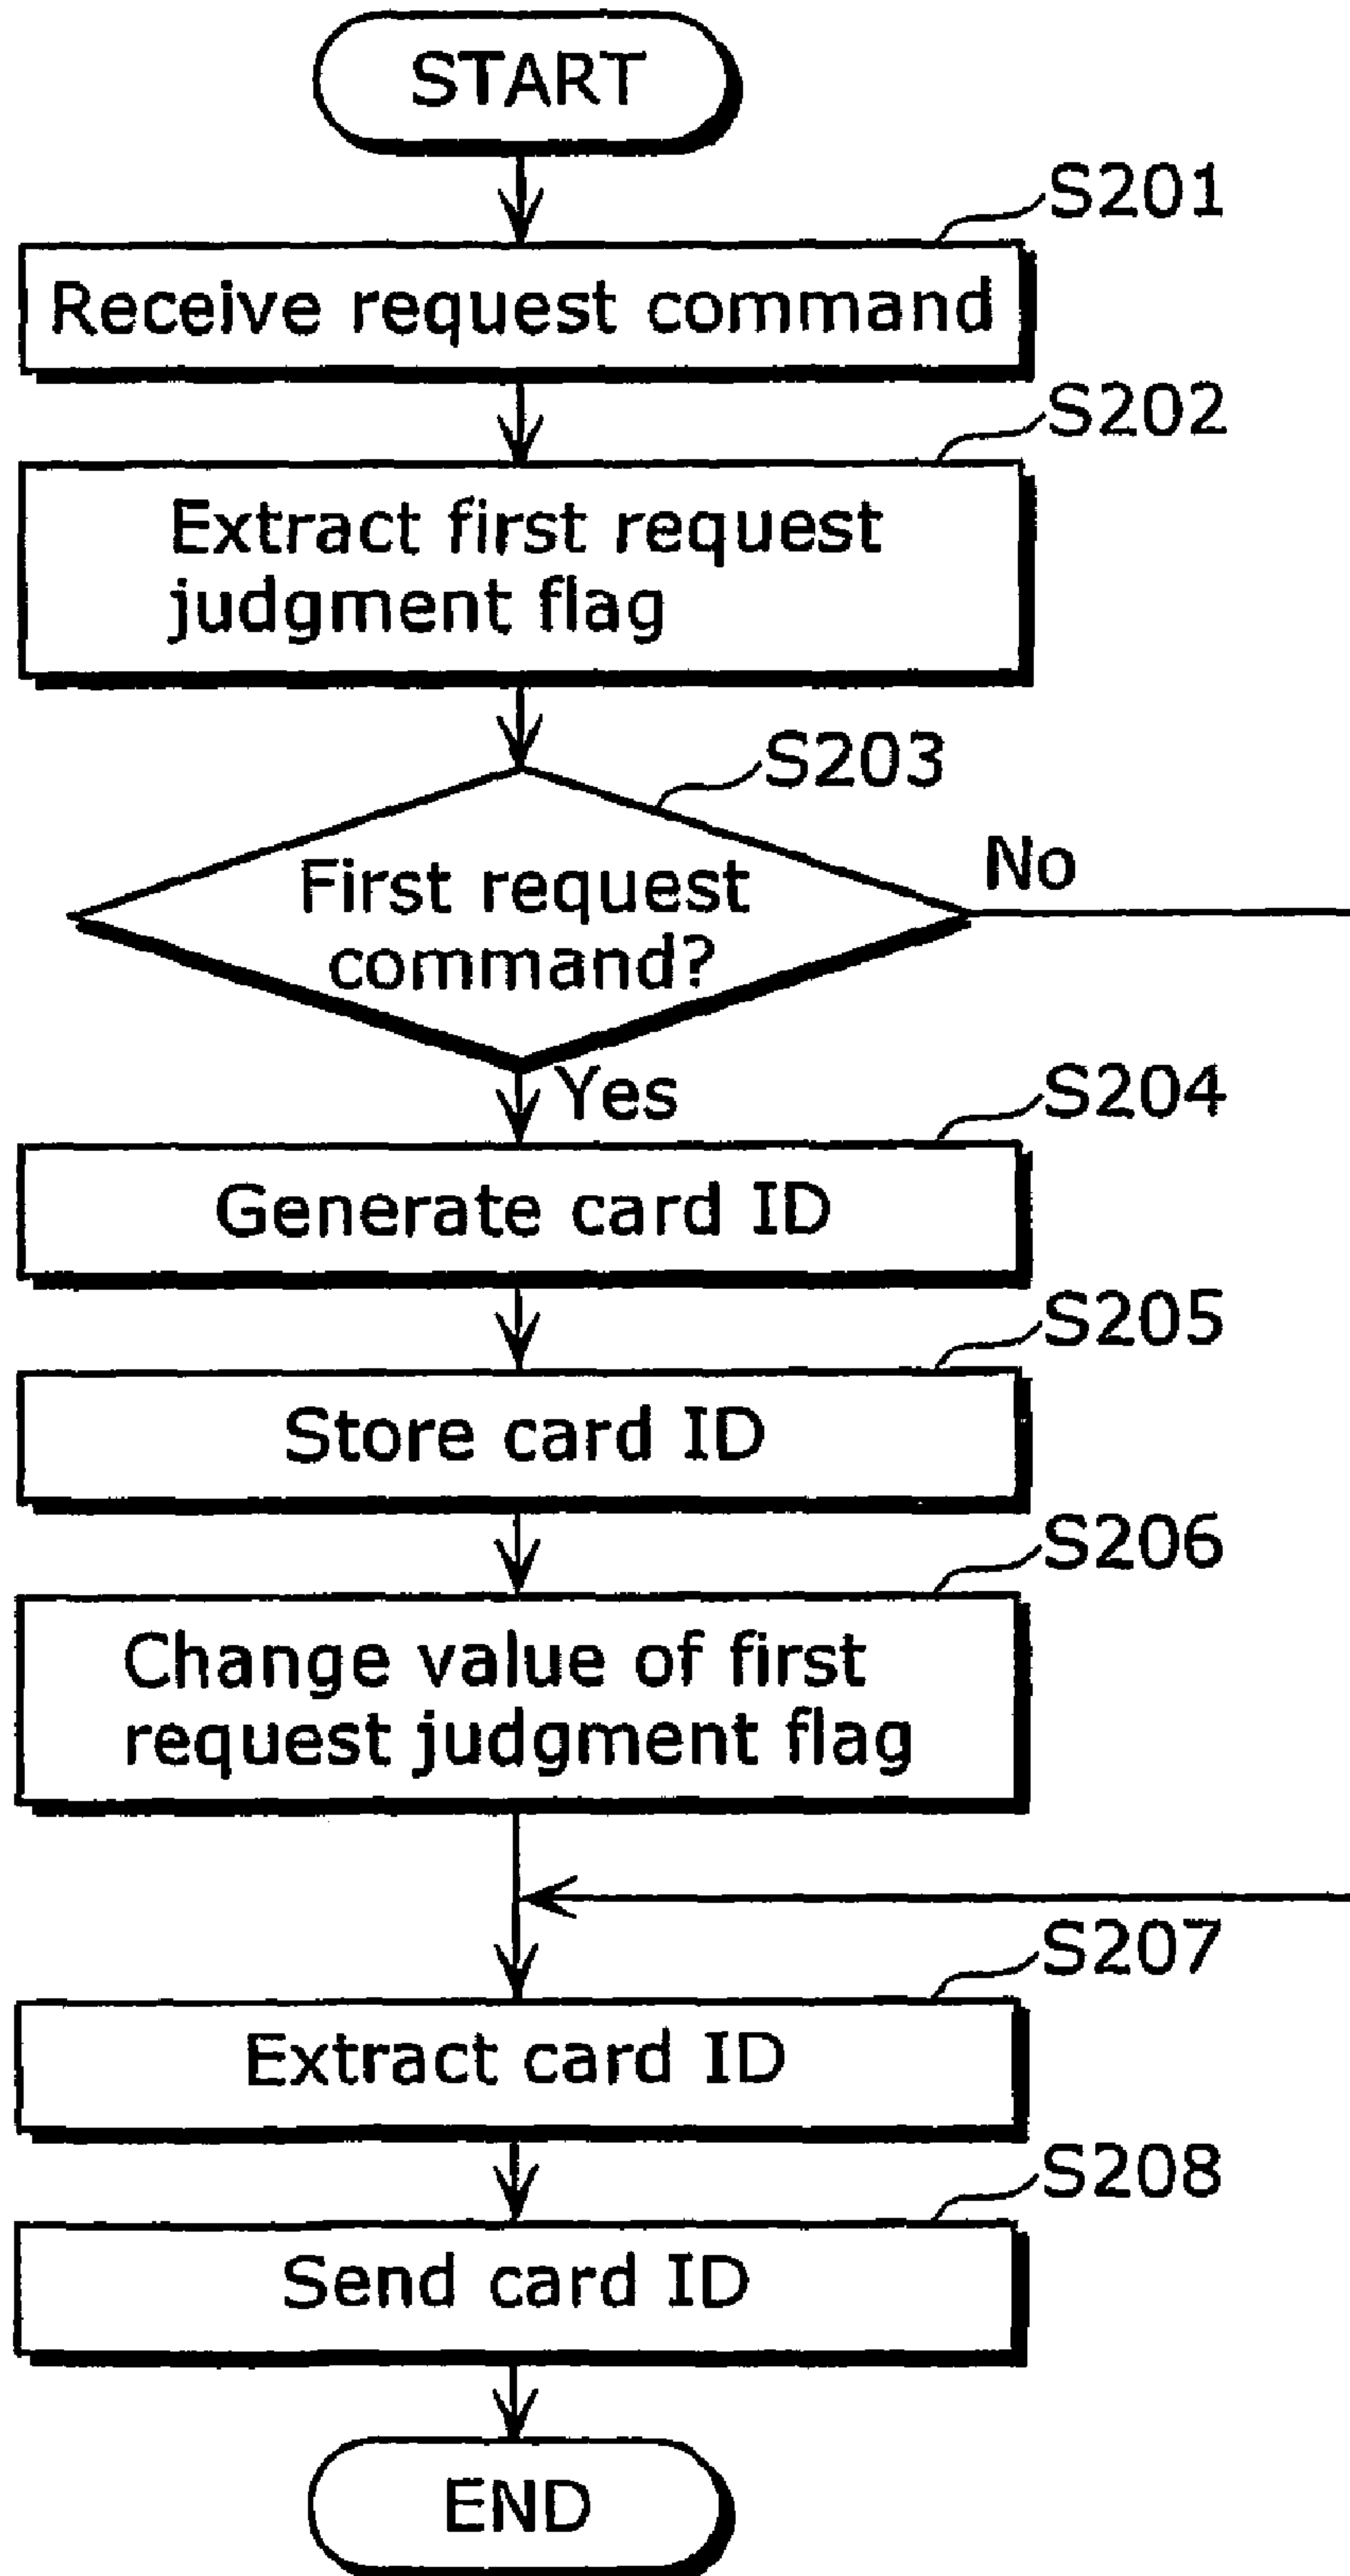 START
S201
Receive request command
S202
Extract first request
judgment flag
S203
First request
command?
No
Yes
S204
Generate card ID
S205
Store card ID
S206
Change value of first
request judgment flag
S207
Extract card ID
S208
Send card ID
END